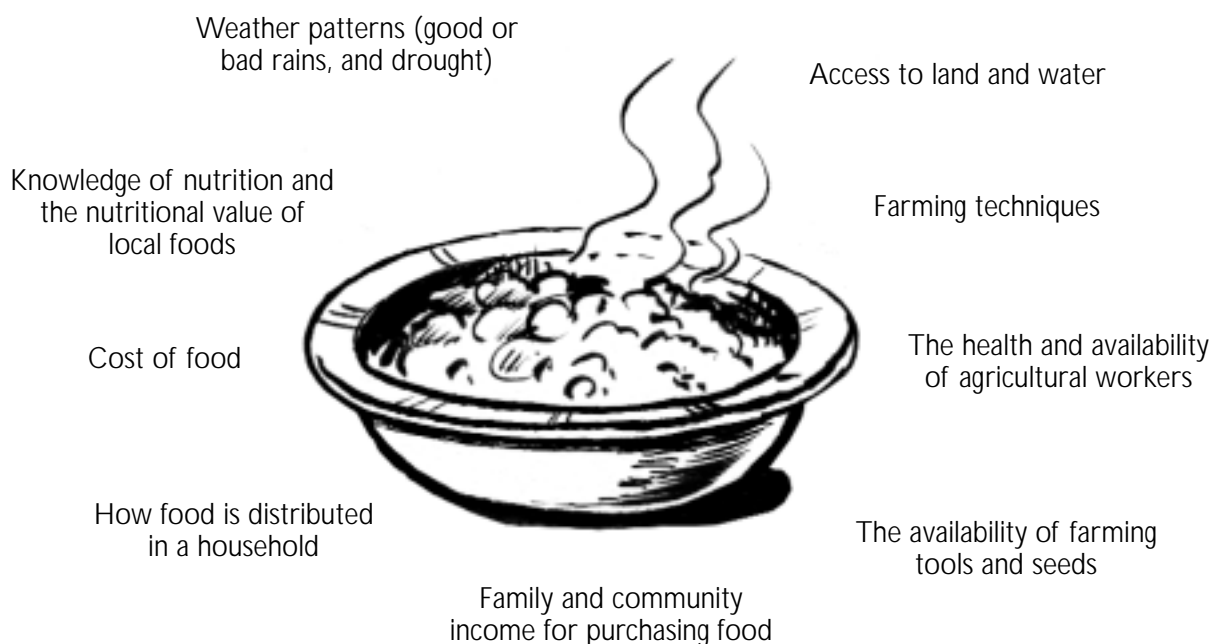 Weather patterns (good or
bad rains, and drought)
Access to land and water
Knowledge of nutrition and
the nutritional value of
local foods
Farming techniques
Cost of food
The health and availability
of agricultural workers
How food is distributed
in a household
The availability of farming
tools and seeds
Family and community
income for purchasing food